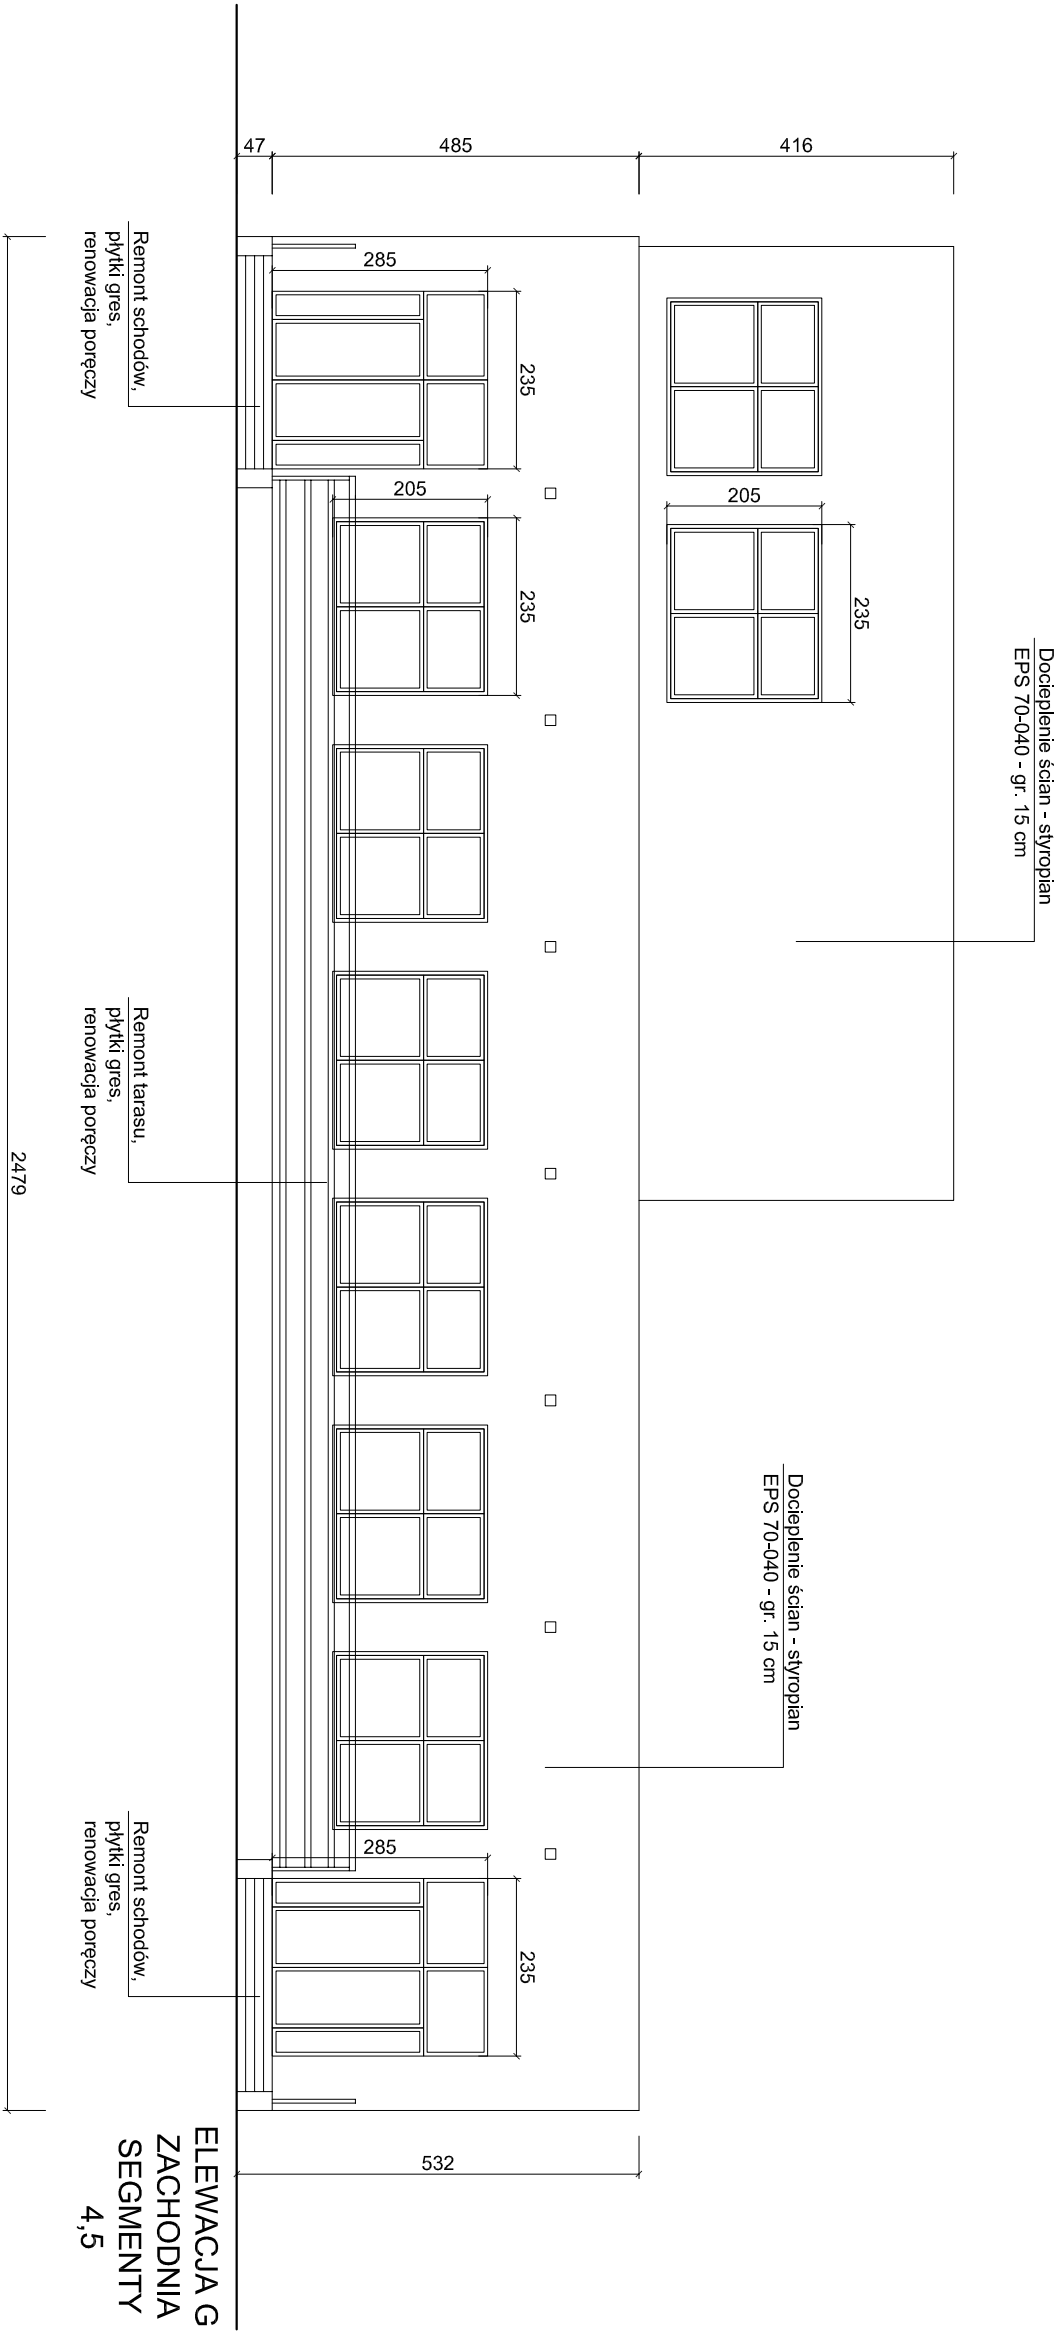 Docieplenie ścian - styropian
EPS 70-040 - gr. 15 cm
Docieplenie ścian - styropian
EPS 70-040 - gr. 15 cm
416
485
47
235
205
235
285
235
205
235
285
532
Remont schodów,
płytki gres,
renowacja poręczy
Remont tarasu,
płytki gres,
renowacja poręczy
Remont schodów,
płytki gres,
renowacja poręczy
2479
ELEWACJA G
ZACHODNIA
SEGMENTY
4,5